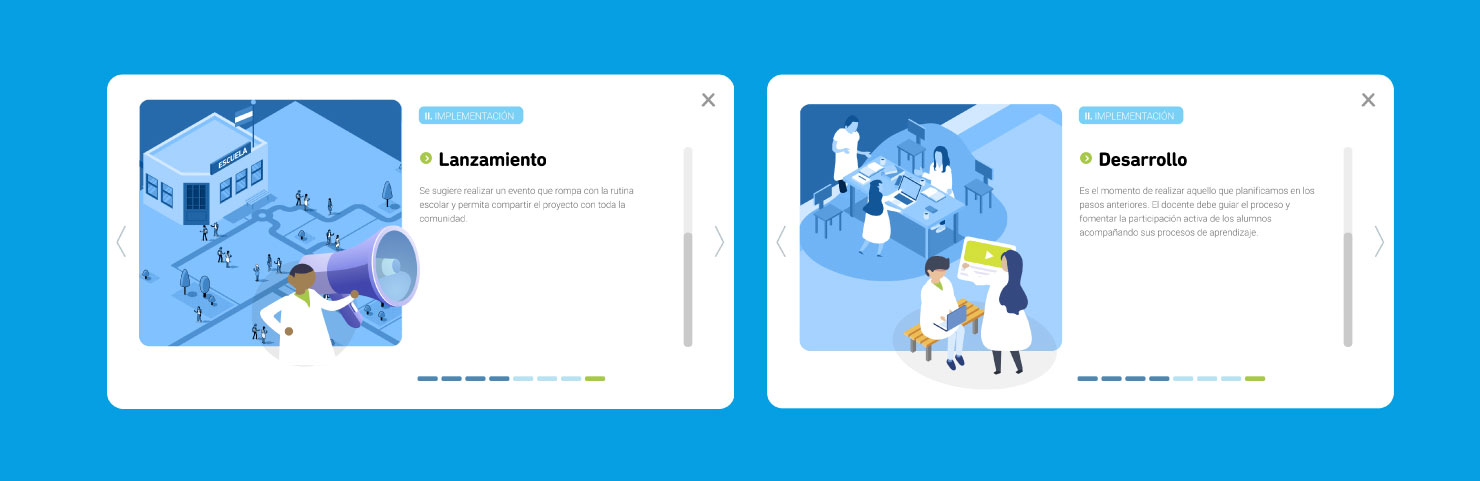 ESCUELA
II. IMPLEMENTACIÓN
Lanzamiento
Se sugiere realizar un evento que rompa con la rutina
escolar y permita compartir el proyecto con toda la
comunidad.
II. IMPLEMENTACIÓN
Desarrollo
Es el momento de realizar aquello que planificamos en los
pasos anteriores. El docente debe guiar el proceso y
fomentar la participación activa de los alumnos
acompañando sus procesos de aprendizaje.